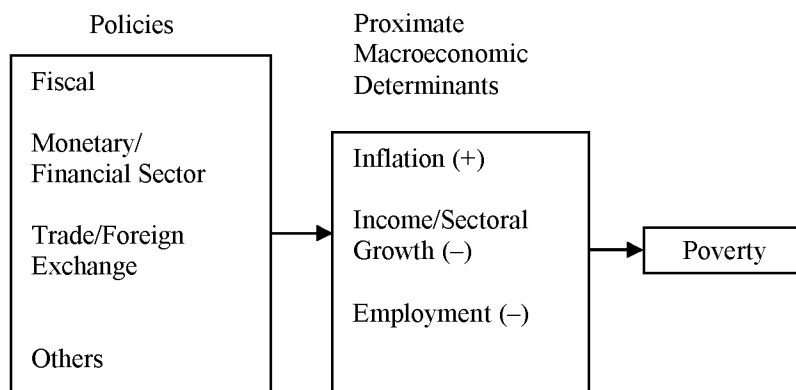 Policies
Proximate
Macroeconomic
Determinants
Fiscal
Monetary/
Financial Sector
Trade/Foreign
Exchange
Others
Inflation (+)
Income/Sectoral
Growth (–)
Employment (–)
Poverty